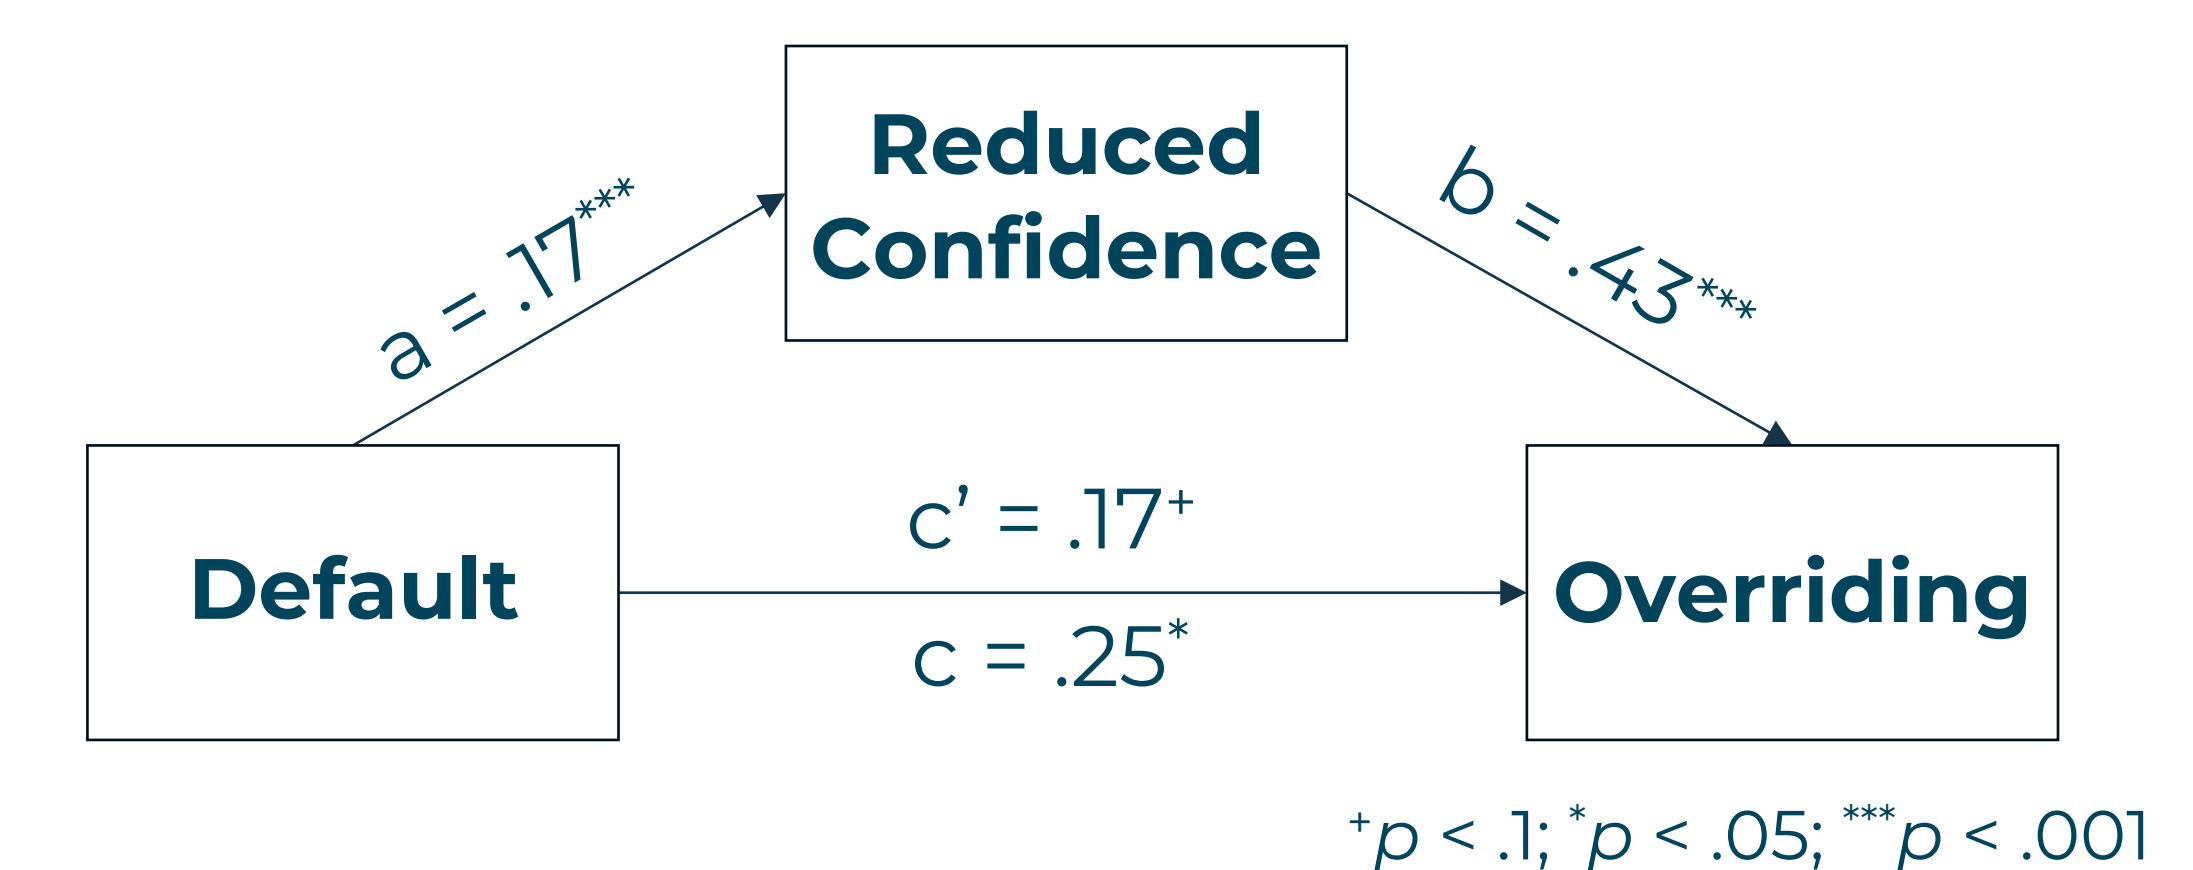 Reduced
Confidence
a = .17***
b = .43***
Default
c’ = .17+
c = .25*
Overriding
+p < .1; *p < .05; ***p < .001